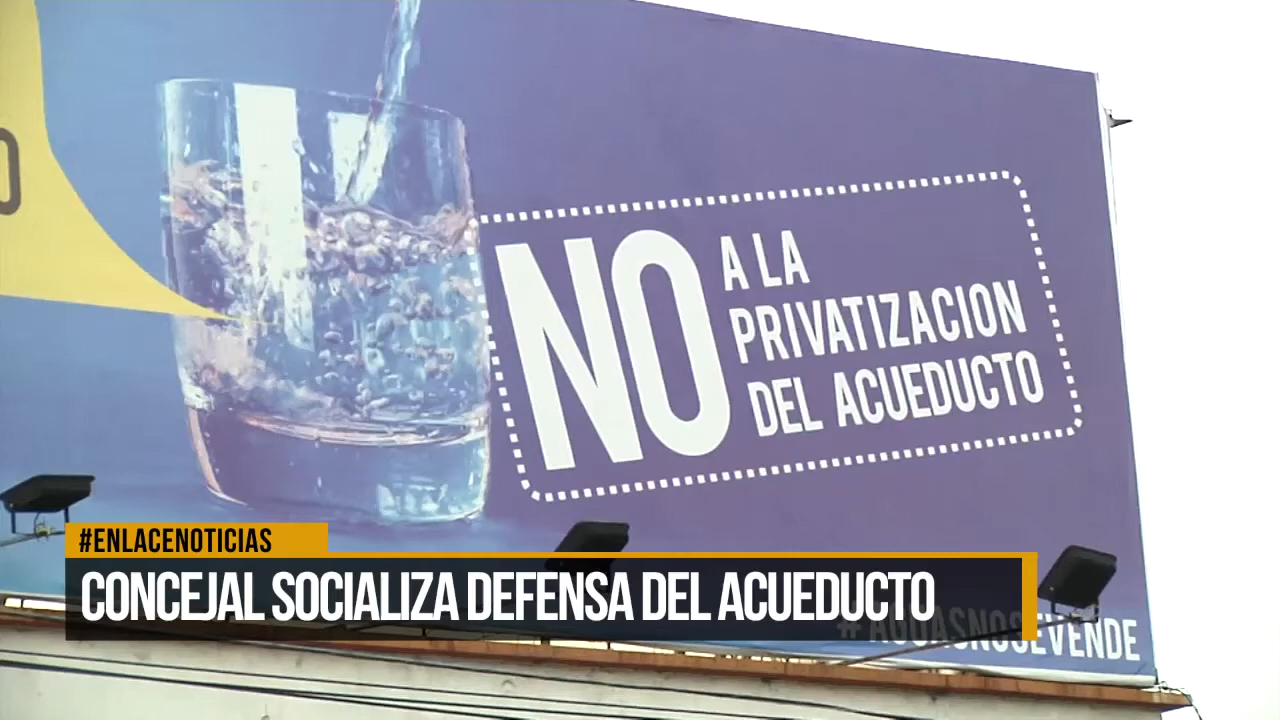 NO
A LA
PRIVATIZACION
DEL ACUEDUCTO
#ENLACENOTICIAS
CONCEJAL SOCIALIZA DEFENSA DEL ACUEDUCTO
#AGUASNOSEVENDE